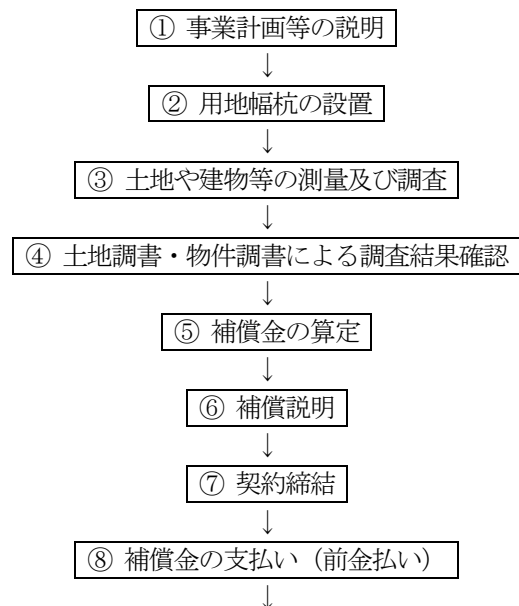 ① 事業計画等の説明
↓
② 用地幅杭の設置
↓
③ 土地や建物等の測量及び調査
↓
④ 土地調書・物件調書による調査結果確認
↓
⑤ 補償金の算定
↓
⑥ 補償説明
↓
⑦ 契約締結
↓
⑧ 補償金の支払い（前金払い）
↓